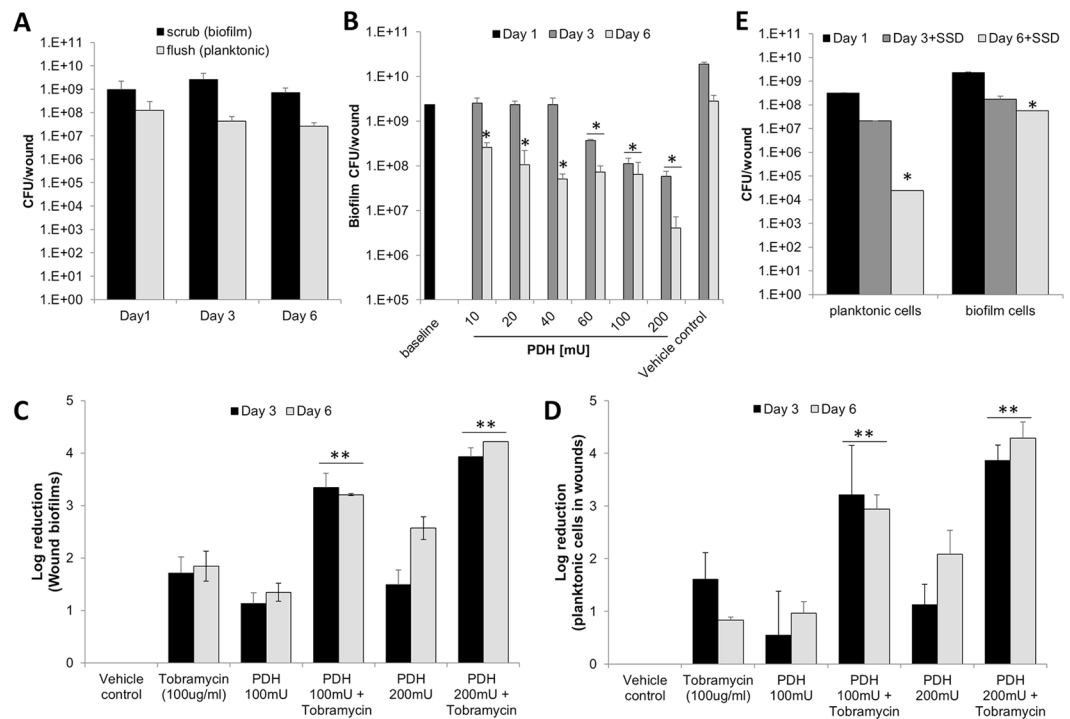 A
scrub (biofilm)
flush (planktonic)
CFU/wound
1.E+11
1.E+10
1.E+09
1.E+08
1.E+07
1.E+06
1.E+05
1.E+04
1.E+03
1.E+02
1.E+01
1.E+00
Day1
Day 3
Day 6
B
Day 1
Day 3
Day 6
Biofilm CFU/wound
1.E+11
1.E+10
1.E+09
1.E+08
1.E+07
1.E+06
1.E+05
*
*
*
*
*
*
baseline
10
20
40
60
100
200
Vehicle control
PDH [mU]
E
Day 1
Day 3+SSD
Day 6+SSD
CFU/wound
1.E+11
1.E+10
1.E+09
1.E+08
1.E+07
1.E+06
1.E+05
1.E+04
1.E+03
1.E+02
1.E+01
1.E+00
*
*
planktonic cells
biofilm cells
C
Day 3
Day 6
Log reduction
(Wound biofilms)
5
4
3
2
1
0
**
**
Vehicle
control
Tobramycin
(100ug/ml)
PDH
100mU
PDH
100mU +
Tobramycin
PDH
200mU
PDH
200mU +
Tobramycin
D
Day 3
Day 6
Log reduction
(planktonic cells in wounds)
5
4
3
2
1
0
**
**
Vehicle
control
Tobramycin
(100ug/ml)
PDH
100mU
PDH
100mU +
Tobramycin
PDH
200mU
PDH
200mU +
Tobramycin